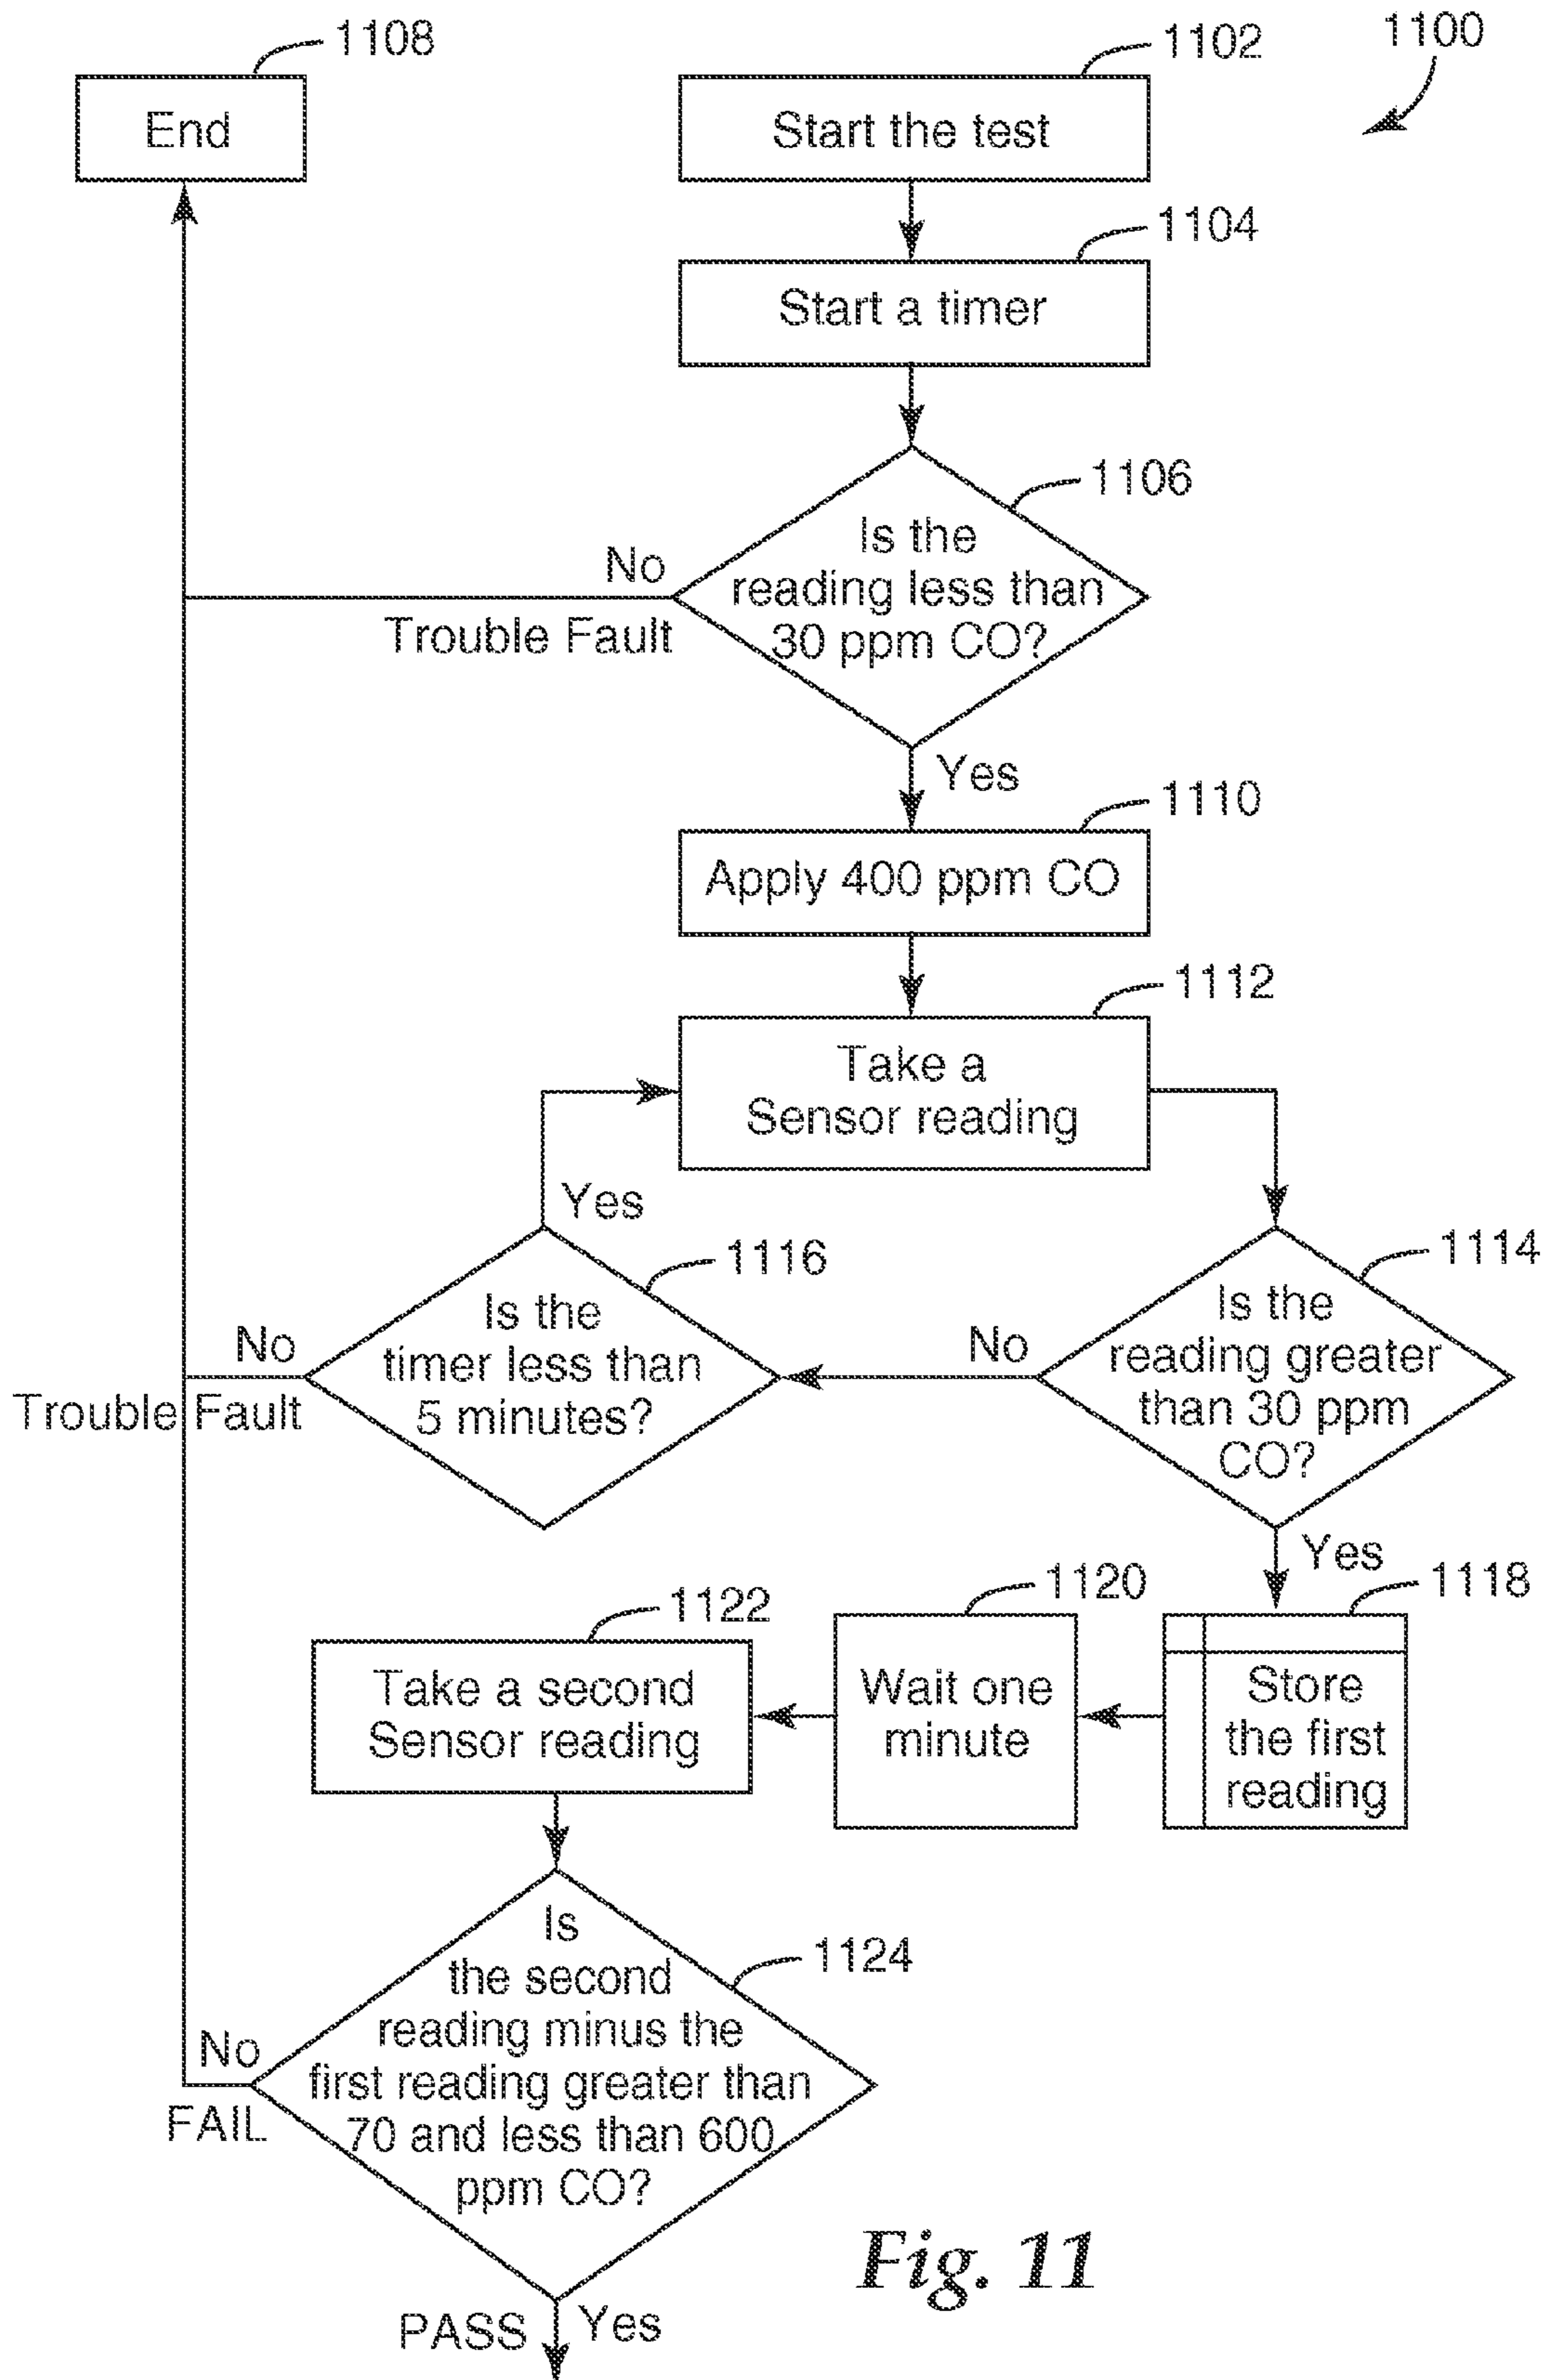 1108
End
1102
1100
Start the test
1104
Start a timer
1106
Is the
reading less than
30 ppm CO?
No
Trouble Fault
Yes
1110
Apply 400 ppm CO
1112
Take a
Sensor reading
1114
Is the
reading greater
than 30 ppm
CO?
No
1116
Is the
timer less than
5 minutes?
Yes
No
Trouble Fault
Yes
1118
Store
the first
reading
1120
Wait one
minute
1122
Take a second
Sensor reading
1124
Is
the second
reading minus the
first reading greater than
70 and less than 600
ppm CO?
No
FAIL
PASS
Yes
Fig. 11